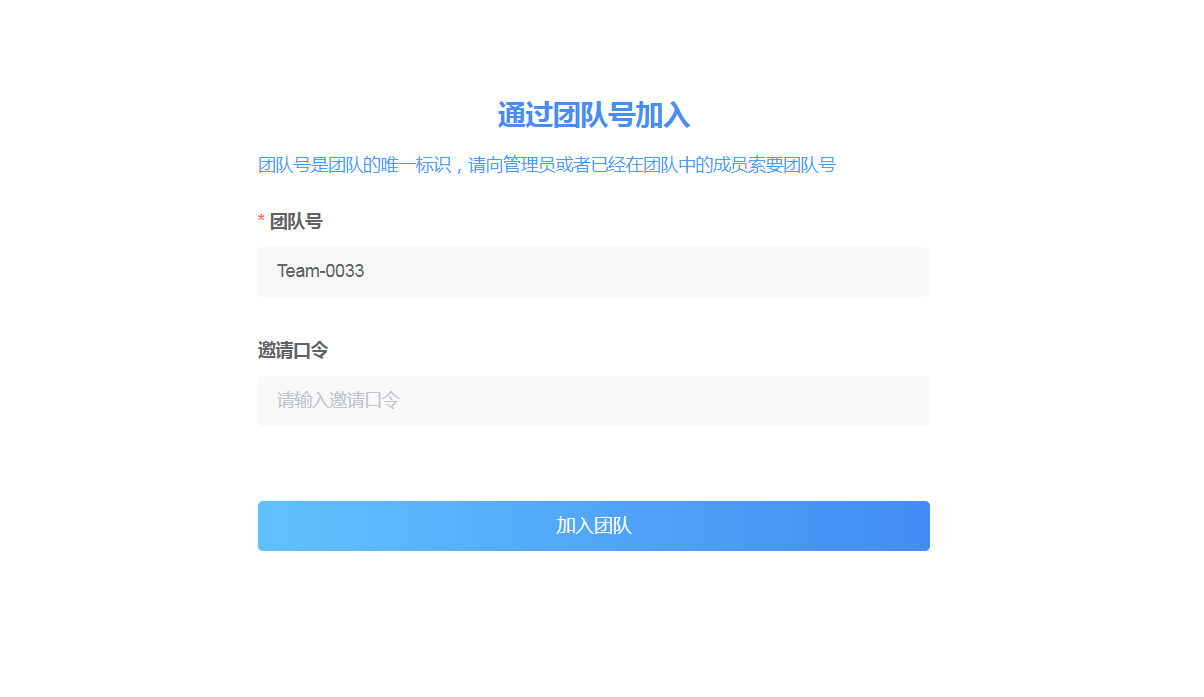 通过团队号加入
团队号是团队的唯一标识，请向管理员或者已经在团队中的成员索要团队号
* 团队号
Team-0033
邀请口令
请输入邀请口令
加入团队